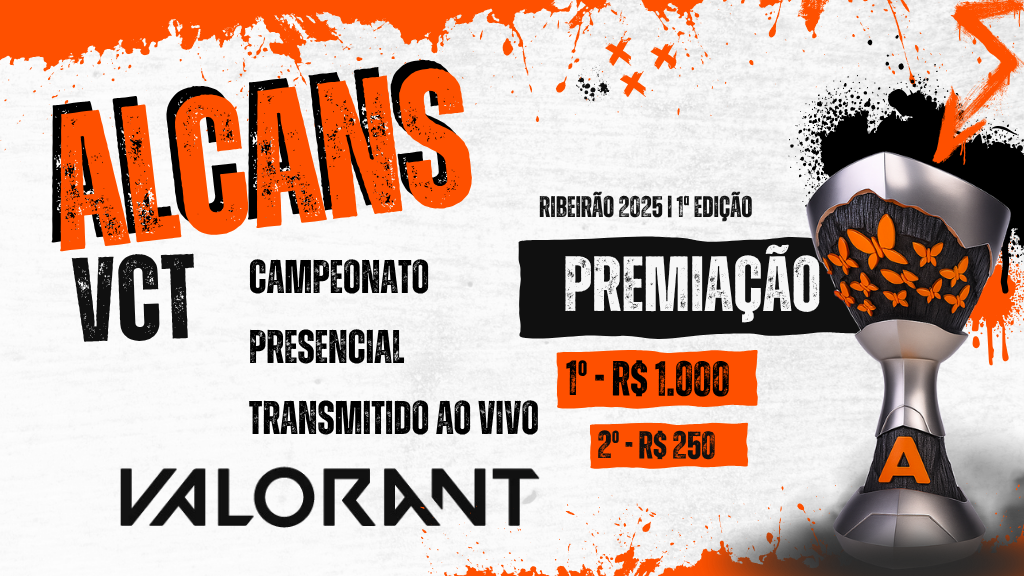 ALCANS
VCT
CAMPEONATO
PRESENCIAL
TRANSMITIDO AO VIVO
VALORANT
RIBEIRÃO 2025 | 1ª EDIÇÃO
PREMIAÇÃO
1º - R$ 1.000
2º - R$ 250
A